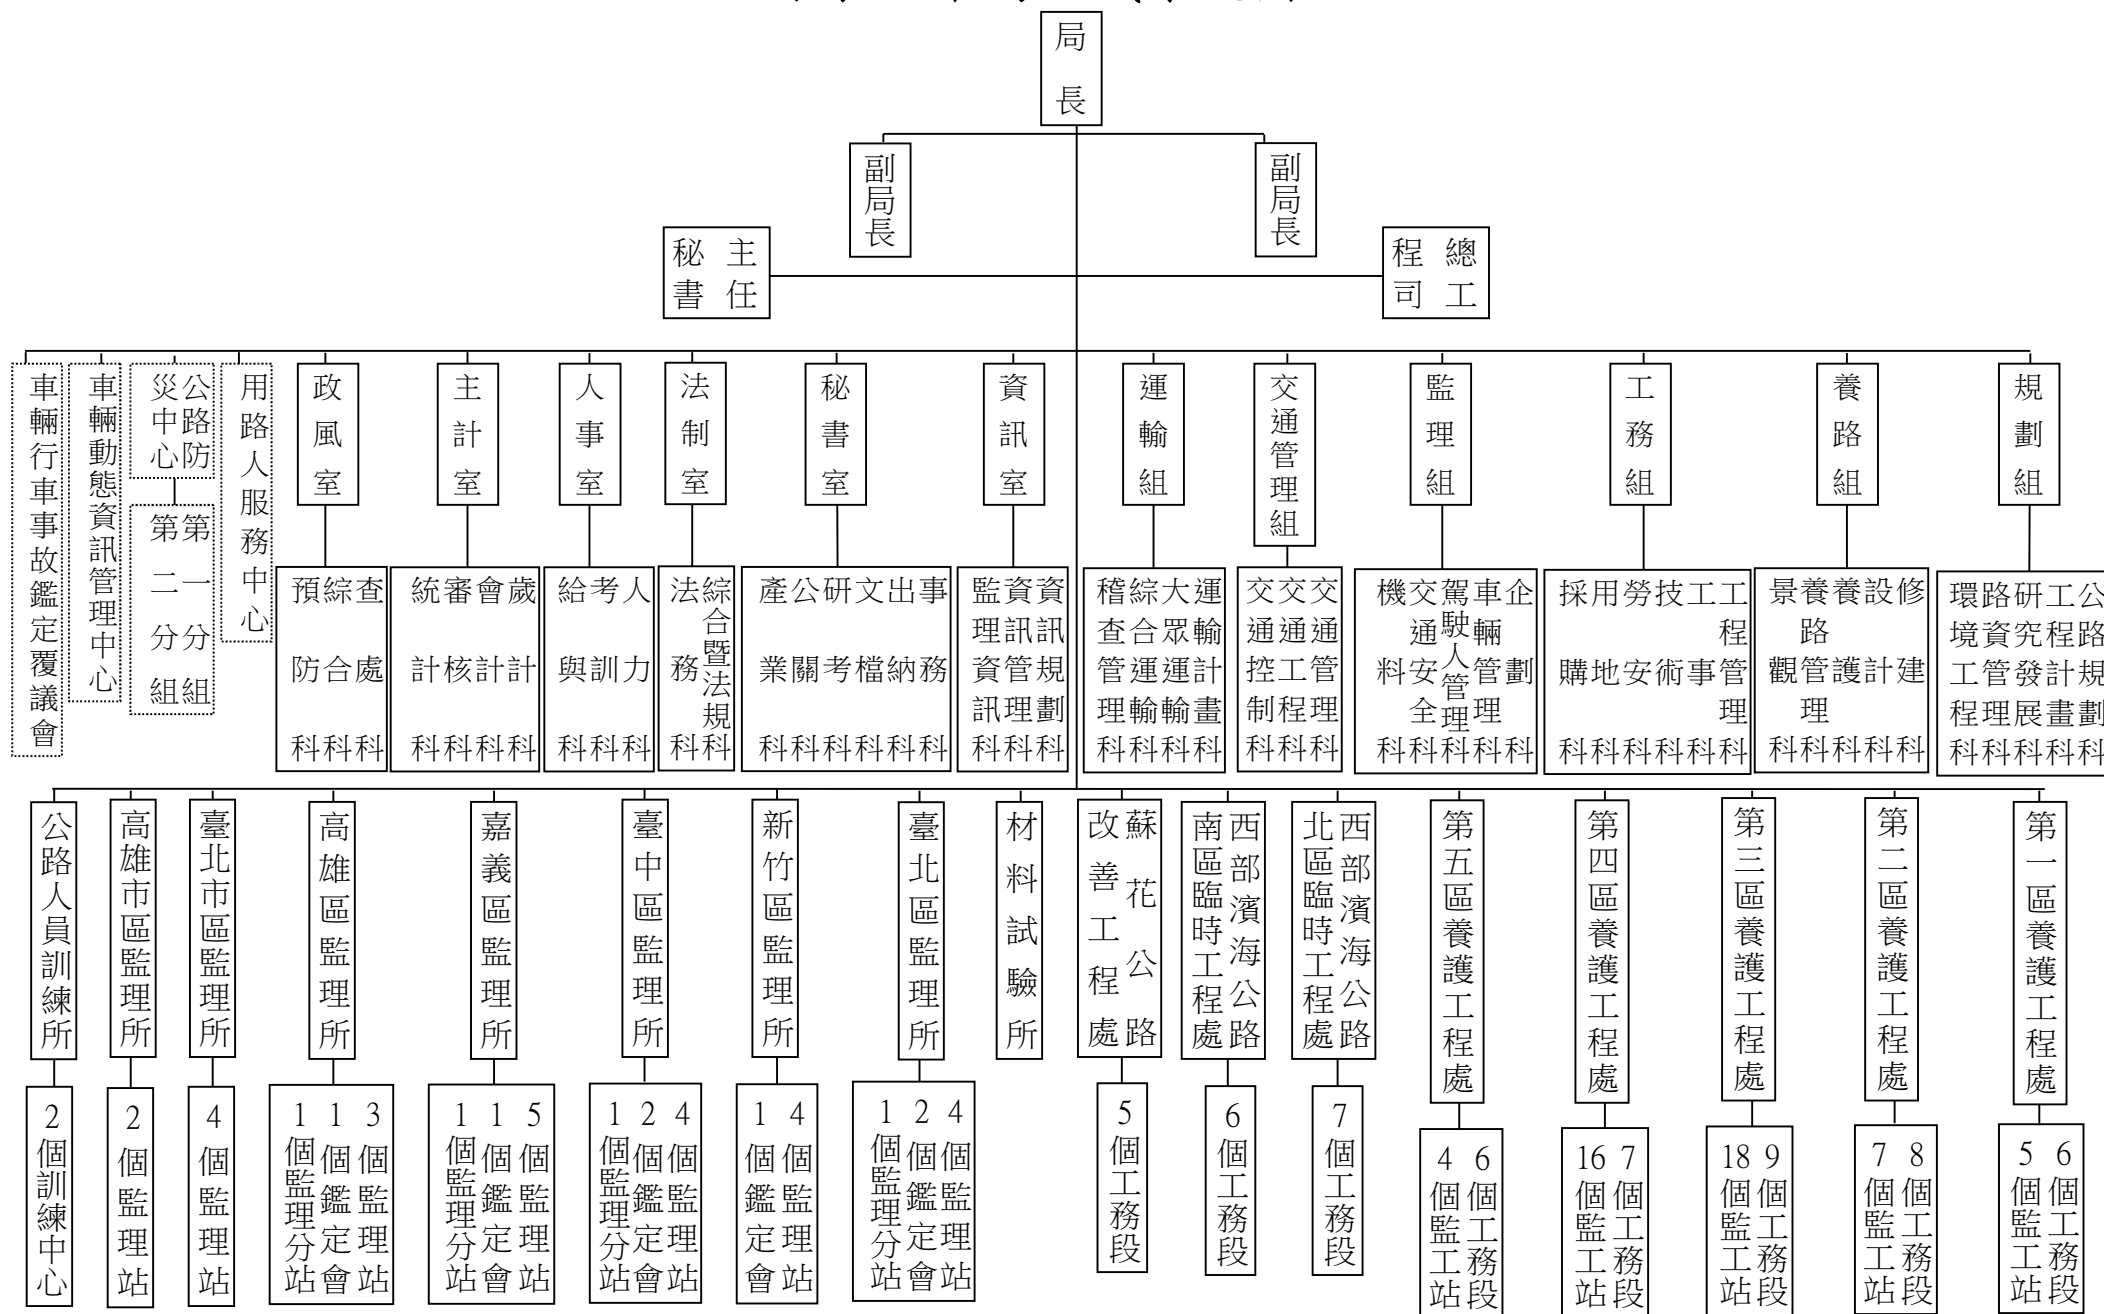 局長
副局長
副局長
主任秘書
總工程司
規劃組
養路組
工務組
監理組
交通管理組
運輸組
資訊室
秘書室
法制室
人事室
主計室
政風室
用路人服務中心
公路防災中心
第一分組
第二分組
車輛動態資訊管理中心
車輛行車事故鑑定覆議會
公路規劃科
工程計畫科
研究發展科
路資管理科
環境工程科
修建科
設計科
養護科
養路管理科
景觀科
工程管理科
工事科
技術科
勞安科
用地科
採購科
企劃科
車輛管理科
駕駛人管理科
交通安全科
機料科
交通管理科
交通工程科
交通控制科
運輸計畫科
大眾運輸科
綜合運輸科
稽查管理科
資訊規劃科
資訊管理科
監理資訊科
事務科
出納科
文檔科
研考科
公關科
產業科
綜合暨法規科
法務科
人力科
考訓科
給與科
歲計科
會計科
審核科
統計科
查處科
綜合科
預防科
第一區養護工程處
第二區養護工程處
第三區養護工程處
第四區養護工程處
第五區養護工程處
西部濱海公路
北區臨時工程處
西部濱海公路
南區臨時工程處
蘇花公路
改善工程處
材料試驗所
臺北區監理所
新竹區監理所
臺中區監理所
嘉義區監理所
高雄區監理所
臺北市區監理所
高雄市區監理所
公路人員訓練所
6個工務段
5個監工站
8個工務段
7個監工站
9個工務段
18個監工站
7個工務段
16個監工站
6個工務段
4個監工站
7個工務段
6個工務段
5個工務段
4個監理站
2個鑑定會
1個監理分站
4個監理站
1個鑑定會
4個監理站
2個鑑定會
1個監理分站
5個監理站
1個鑑定會
1個監理分站
3個監理站
1個鑑定會
1個監理分站
4個監理站
2個監理站
2個訓練中心